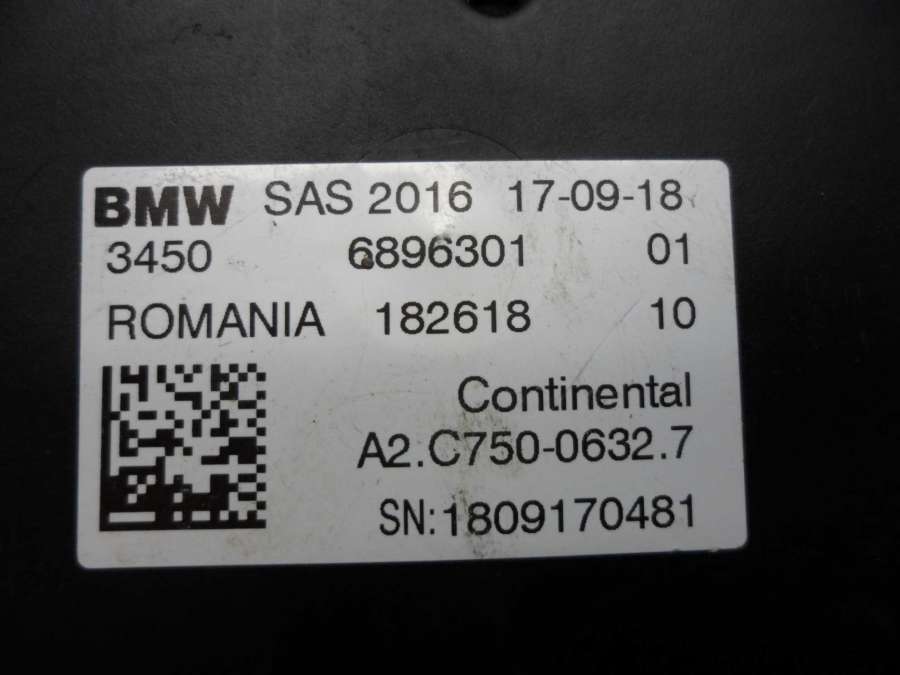 BMW SAS 2016 17-09-18
3450 6896301 01
ROMANIA 182618 10
Continental
A2.C750-0632.7
SN:1809170481